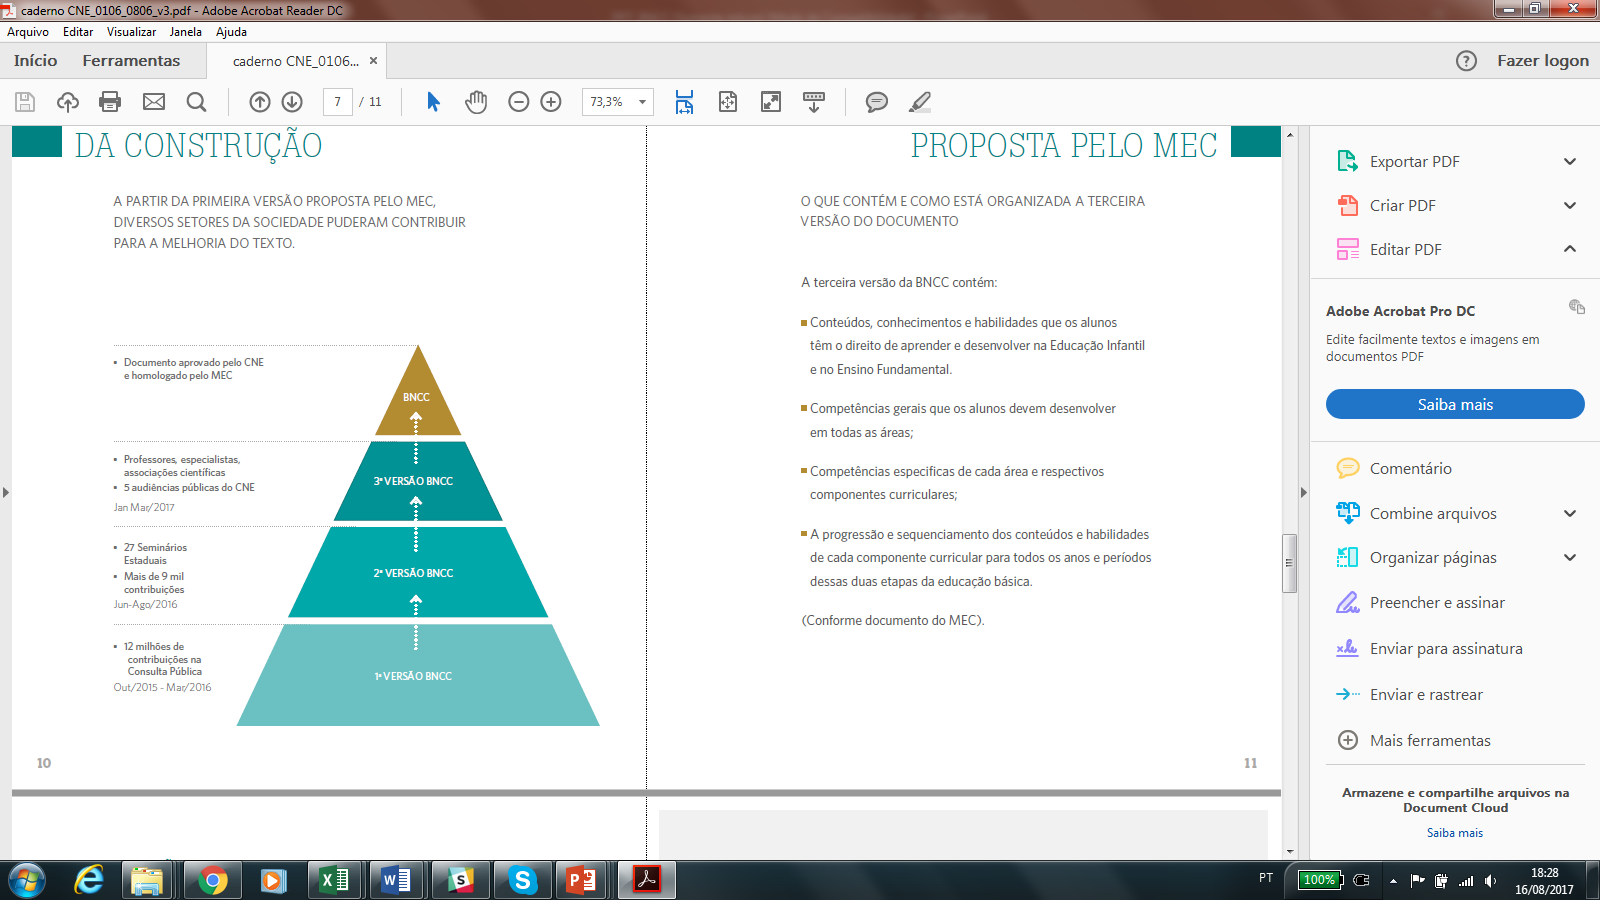 caderno CNE_0106_0806_v3.pdf - Adobe Acrobat Reader DC
Arquivo Editar Visualizar Janela Ajuda
Início Ferramentas caderno CNE_0106... × Fazer logon
7 / 11 73,3%
DA CONSTRUÇÃO
A PARTIR DA PRIMEIRA VERSÃO PROPOSTA PELO MEC,
DIVERSOS SETORES DA SOCIEDADE PUDERAM CONTRIBUIR
PARA A MELHORIA DO TEXTO.
• Documento aprovado pelo CNE
e homologado pelo MEC
BNCC
• Professores, especialistas,
associações científicas
• 5 audiências públicas do CNE
Jan Mar/2017
3ª VERSÃO BNCC
• 27 Seminários
Estaduais
• Mais de 9 mil
contribuições
Jun-Ago/2016
2ª VERSÃO BNCC
• 12 milhões de
contribuições na
Consulta Pública
Out/2015 - Mar/2016
1ª VERSÃO BNCC
10
PROPOSTA PELO MEC
O QUE CONTÉM E COMO ESTÁ ORGANIZADA A TERCEIRA
VERSÃO DO DOCUMENTO
A terceira versão da BNCC contém:
Conteúdos, conhecimentos e habilidades que os alunos
têm o direito de aprender e desenvolver na Educação Infantil
e no Ensino Fundamental.
Competências gerais que os alunos devem desenvolver
em todas as áreas;
Competências especificas de cada área e respectivos
componentes curriculares;
A progressão e sequenciamento dos conteúdos e habilidades
de cada componente curricular para todos os anos e períodos
dessas duas etapas da educação básica.
(Conforme documento do MEC).
11
Exportar PDF
Criar PDF
Editar PDF
Adobe Acrobat Pro DC
Edite facilmente textos e imagens em
documentos PDF
Saiba mais
Comentário
Combine arquivos
Organizar páginas
Preencher e assinar
Enviar para assinatura
Enviar e rastrear
Mais ferramentas
Armazene e compartilhe arquivos na
Document Cloud
Saiba mais
PT 100% 18:28
16/08/2017